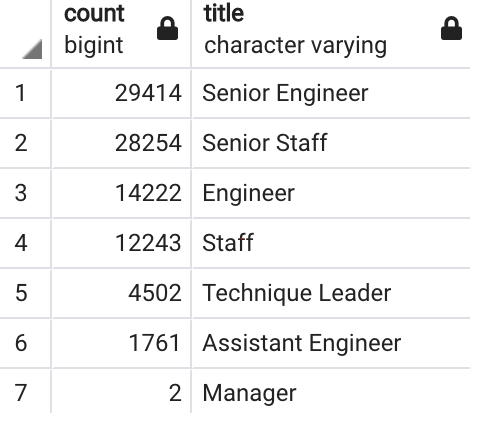 count title
bigint character varying
1 29414 Senior Engineer
2 28254 Senior Staff
3 14222 Engineer
4 12243 Staff
5 4502 Technique Leader
6 1761 Assistant Engineer
7 2 Manager